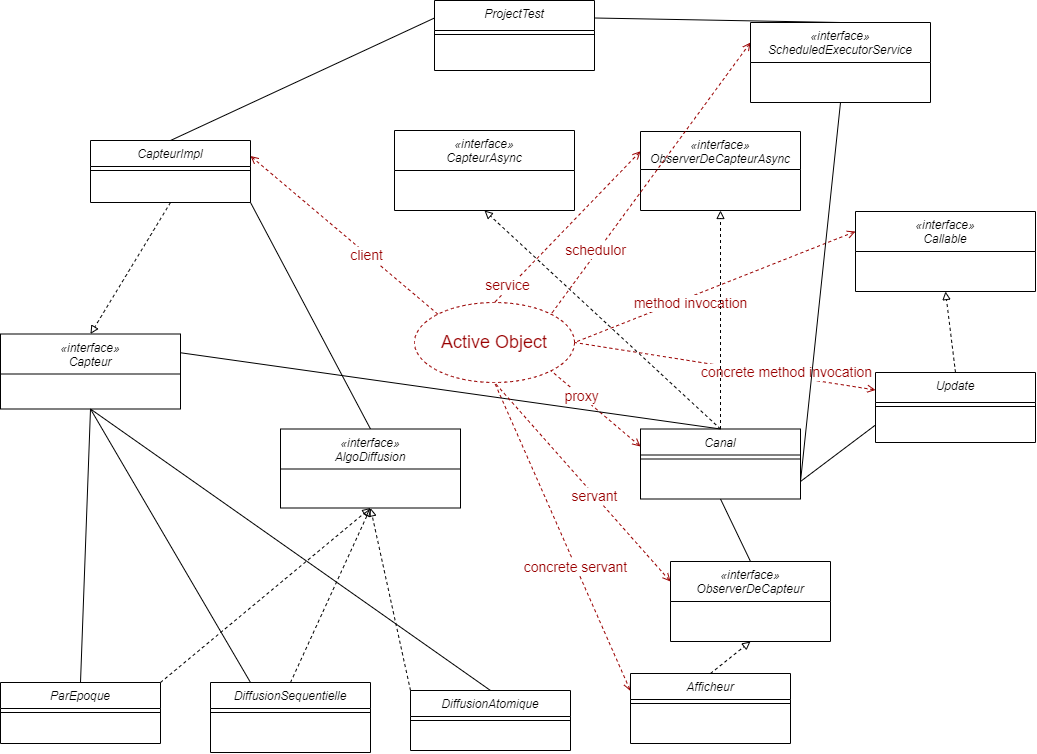 ProjectTest
«interface»
ScheduledExecutorService
CapteurImpl
«interface»
CapteurAsync
«interface»
ObserverDeCapteurAsync
«interface»
Callable
client
schedulor
service
method invocation
Active Object
«interface»
Capteur
concrete method invocation
Update
proxy
«interface»
AlgoDiffusion
Canal
servant
concrete servant
«interface»
ObserverDeCapteur
ParEpoque
DiffusionSequentielle
DiffusionAtomique
Afficheur